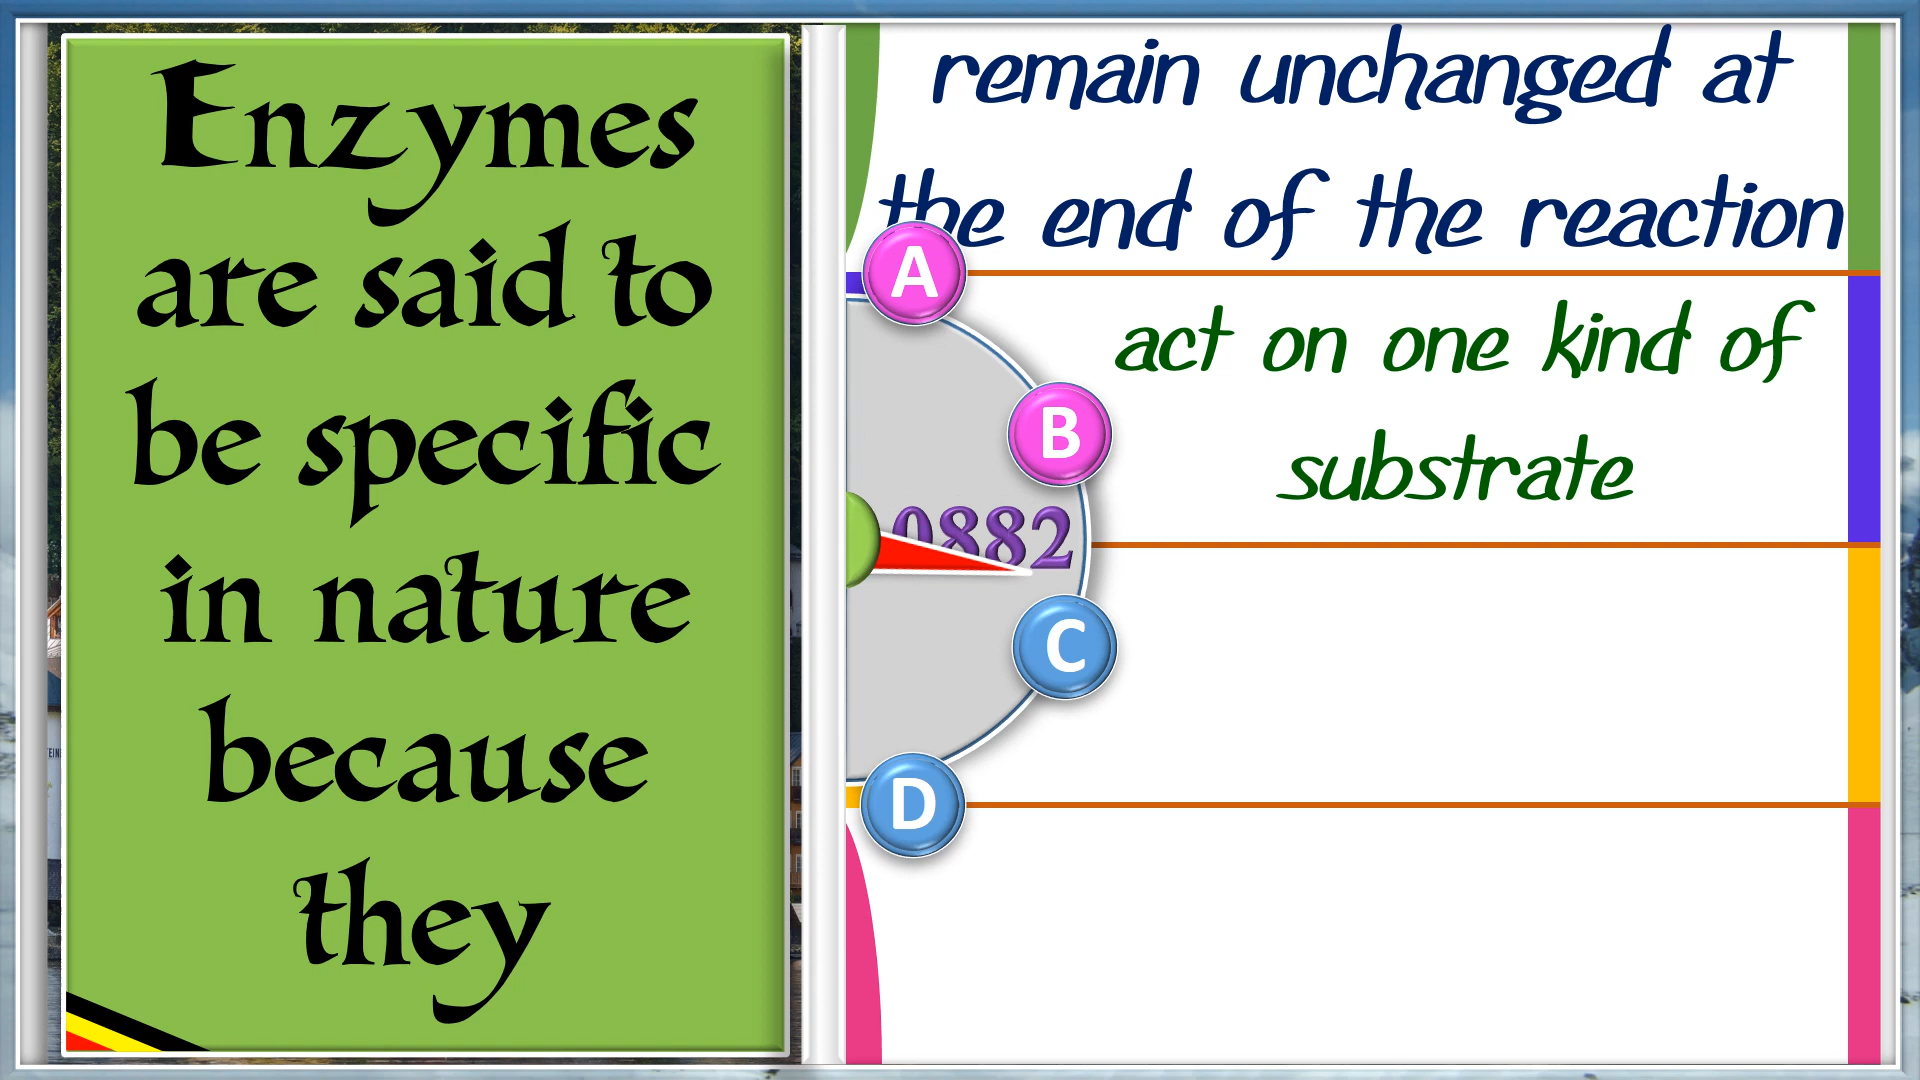 Enzymes
are said to
be specific
in nature
because
they
remain unchanged at
the end of the reaction
A
act on one kind of
B
substrate
0882
C
D